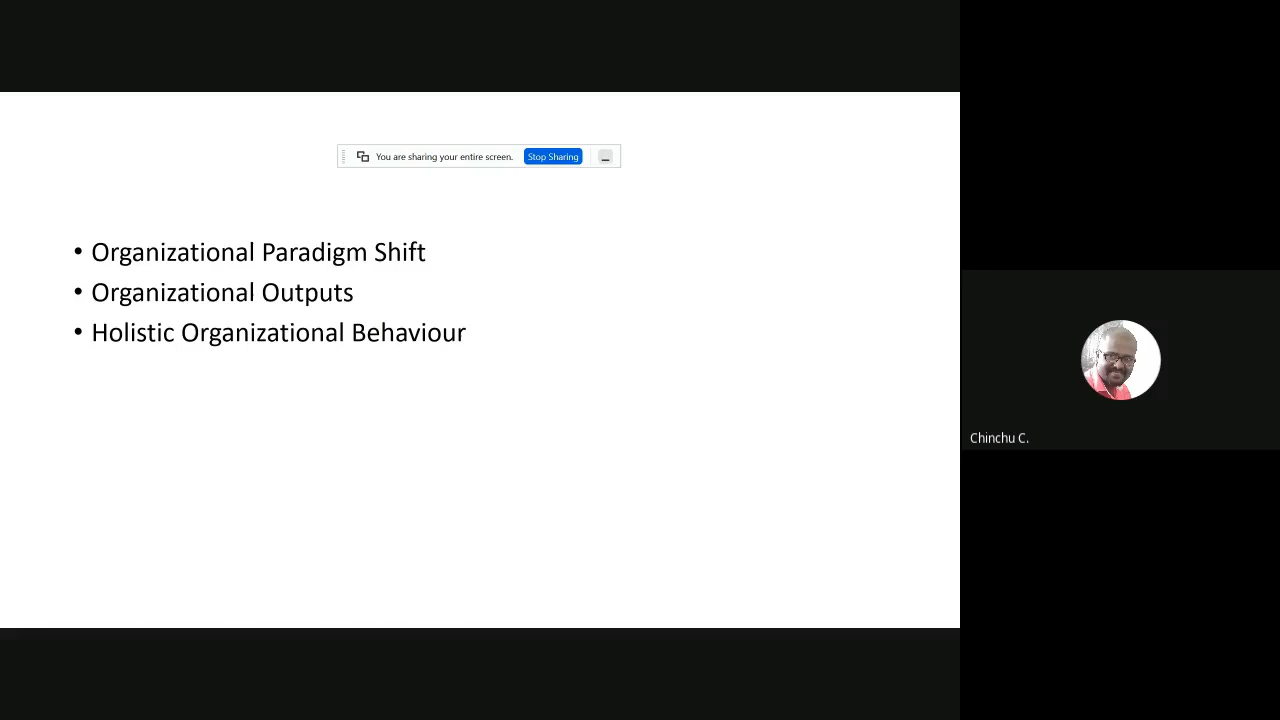 You are sharing your entire screen. Stop Sharing
• Organizational Paradigm Shift
• Organizational Outputs
• Holistic Organizational Behaviour
Chinchu C.